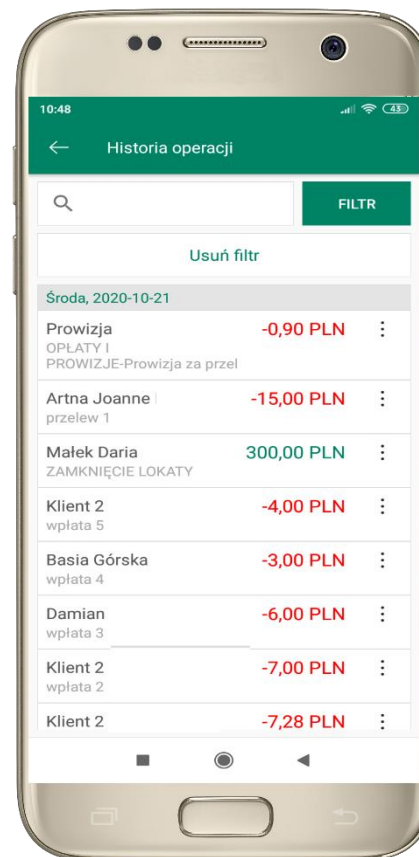 10:48
43
Historia operacji
FILTR
Usuń filtr
Środa, 2020-10-21
Prowizja -0,90 PLN
OPŁATY I
PROWIZJE-Prowizja za przel
Artna Joanne -15,00 PLN
przelew 1
Małek Daria 300,00 PLN
ZAMKNIĘCIE LOKATY
Klient 2 -4,00 PLN
wpłata 5
Basia Górska -3,00 PLN
wpłata 4
Damian -6,00 PLN
wpłata 3
Klient 2 -7,00 PLN
wpłata 2
Klient 2 -7,28 PLN